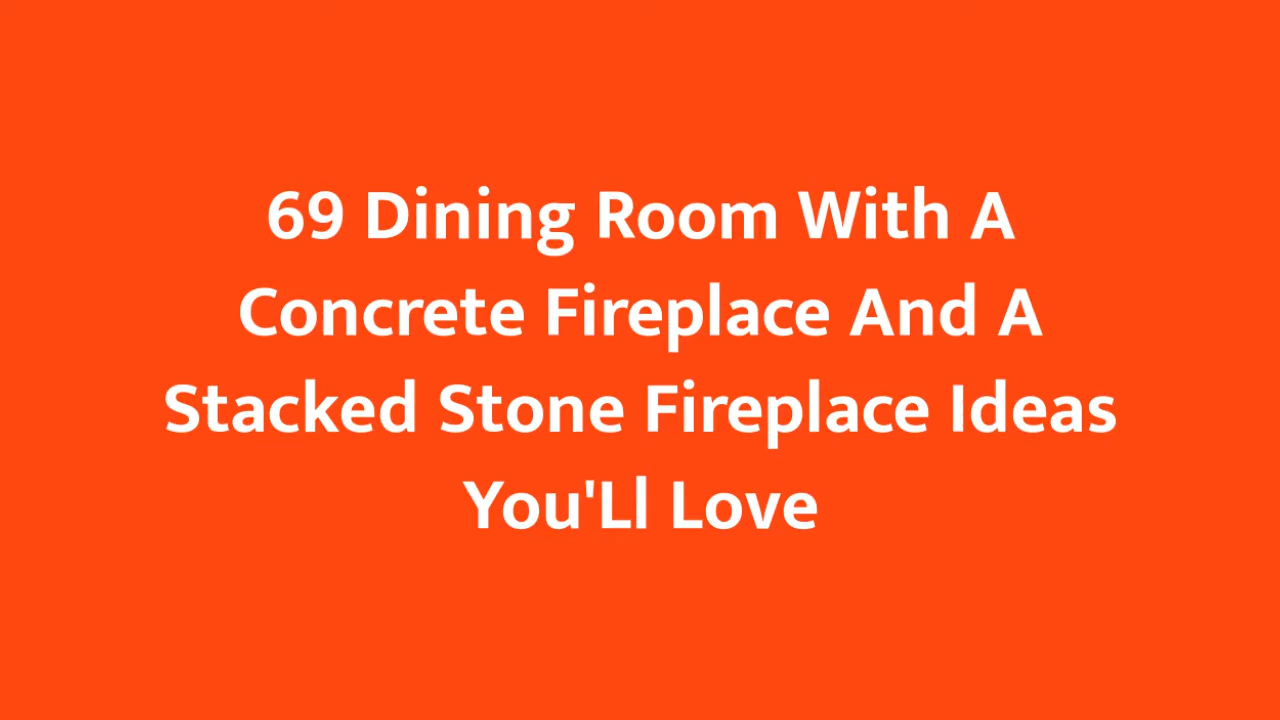 69 Dining Room With A
Concrete Fireplace And A
Stacked Stone Fireplace Ideas
You'Ll Love